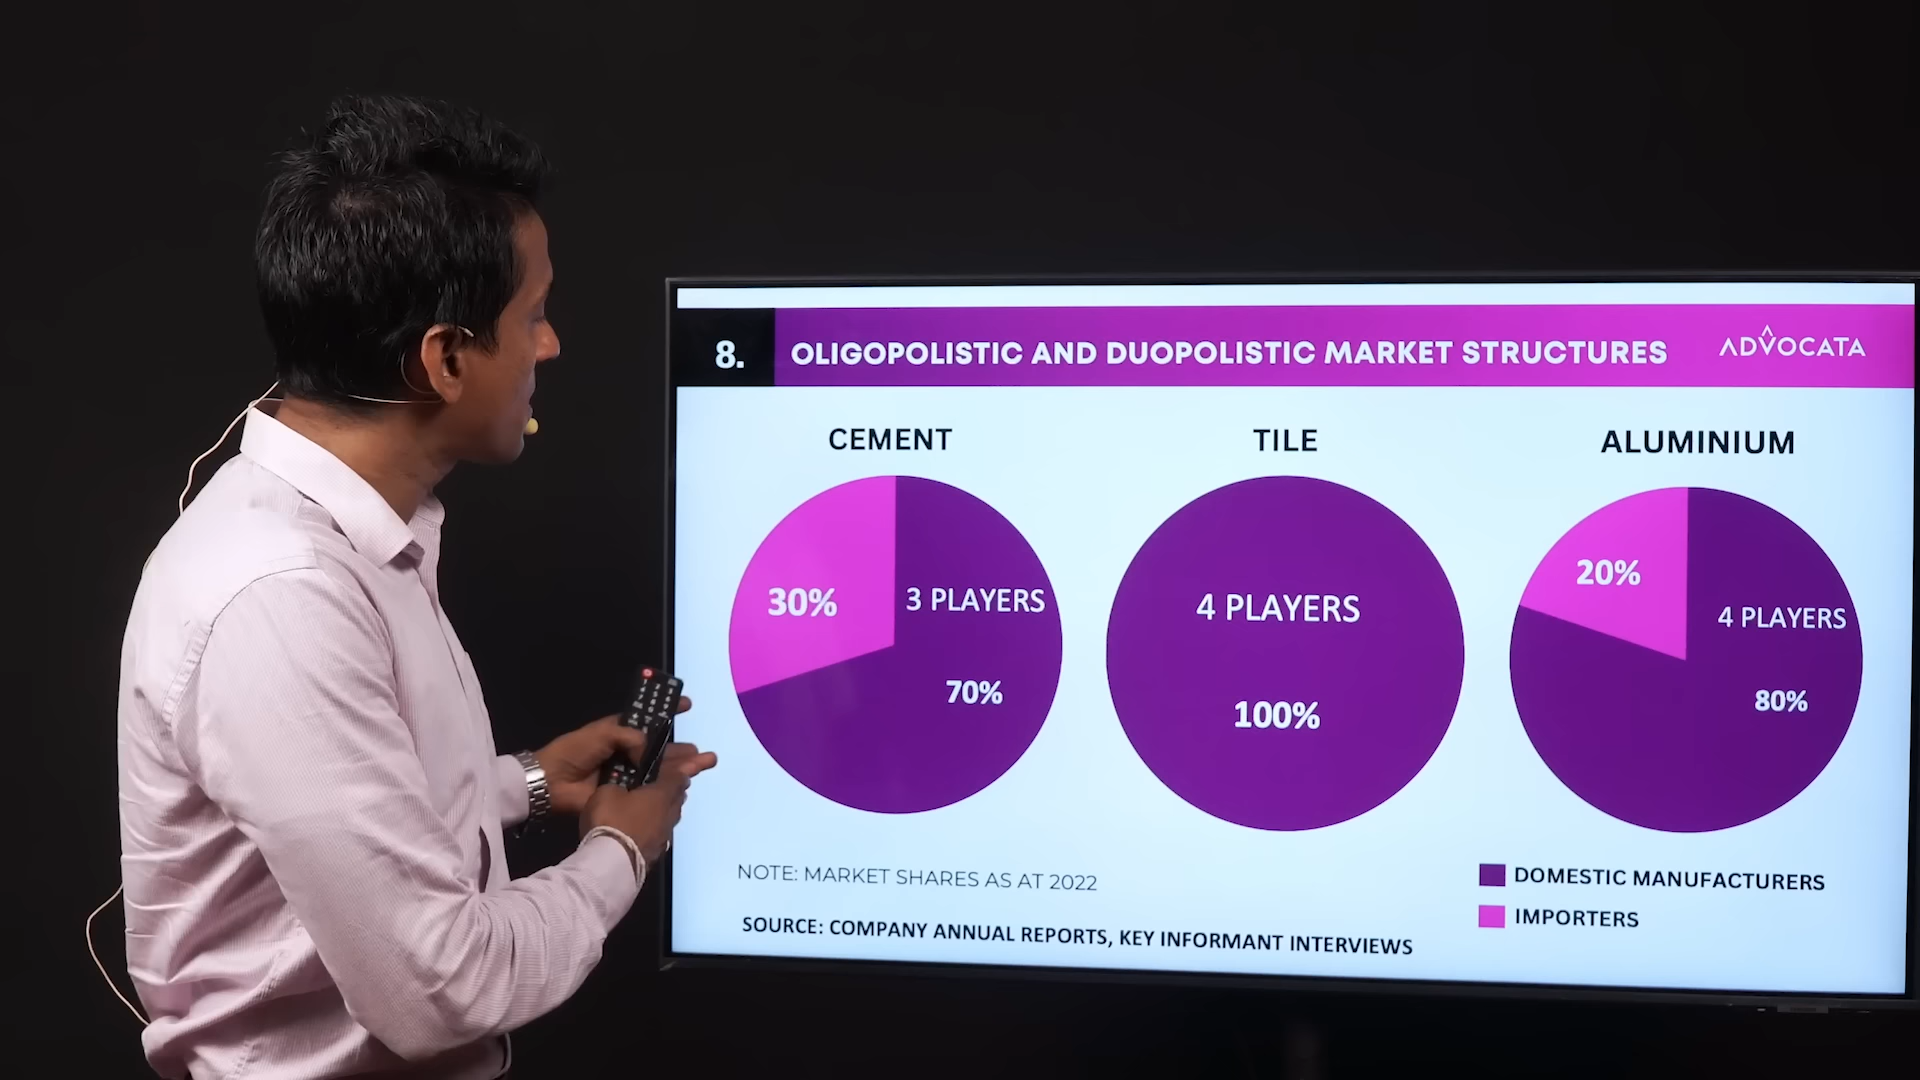 8.
OLIGOPOLISTIC AND DUOPOLISTIC MARKET STRUCTURES
ADVOCATA
CEMENT
30%
3 PLAYERS
70%
TILE
4 PLAYERS
100%
ALUMINIUM
20%
4 PLAYERS
80%
NOTE: MARKET SHARES AS AT 2022
SOURCE: COMPANY ANNUAL REPORTS, KEY INFORMANT INTERVIEWS
DOMESTIC MANUFACTURERS
IMPORTERS